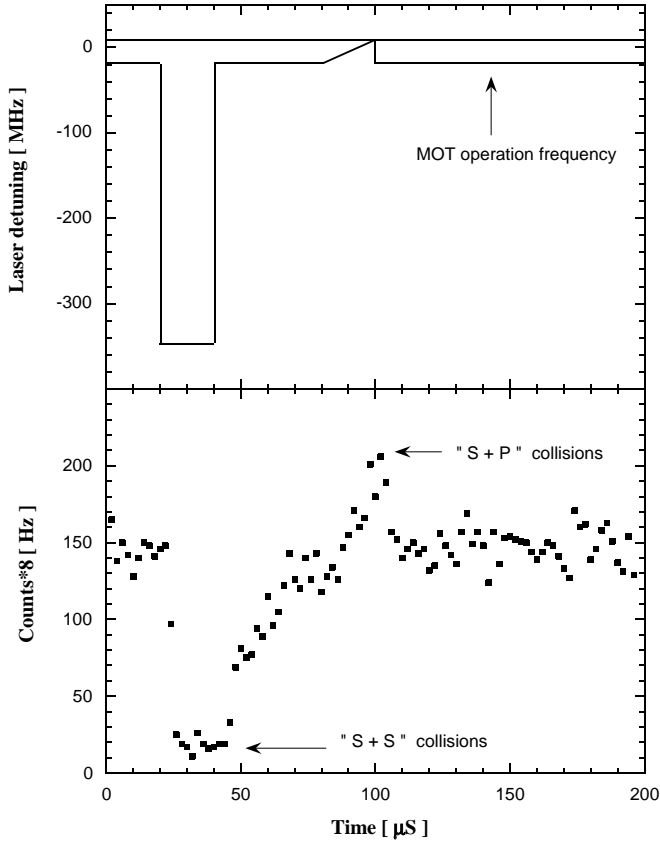 Laser detuning [ MHz ]
0
-100
-200
-300
MOT operation frequency
Counts*8 [ Hz ]
200
150
100
50
0
" S + P " collisions
" S + S " collisions
0 50 100 150 200
Time [ μS ]